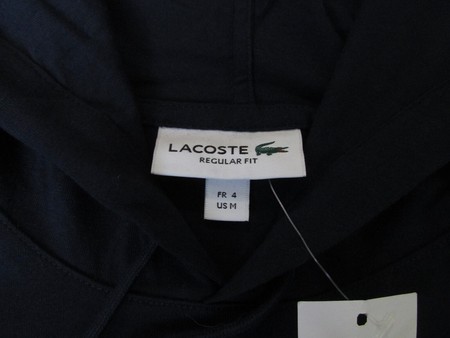 LACOSTE
REGULAR FIT
FR 4
US M